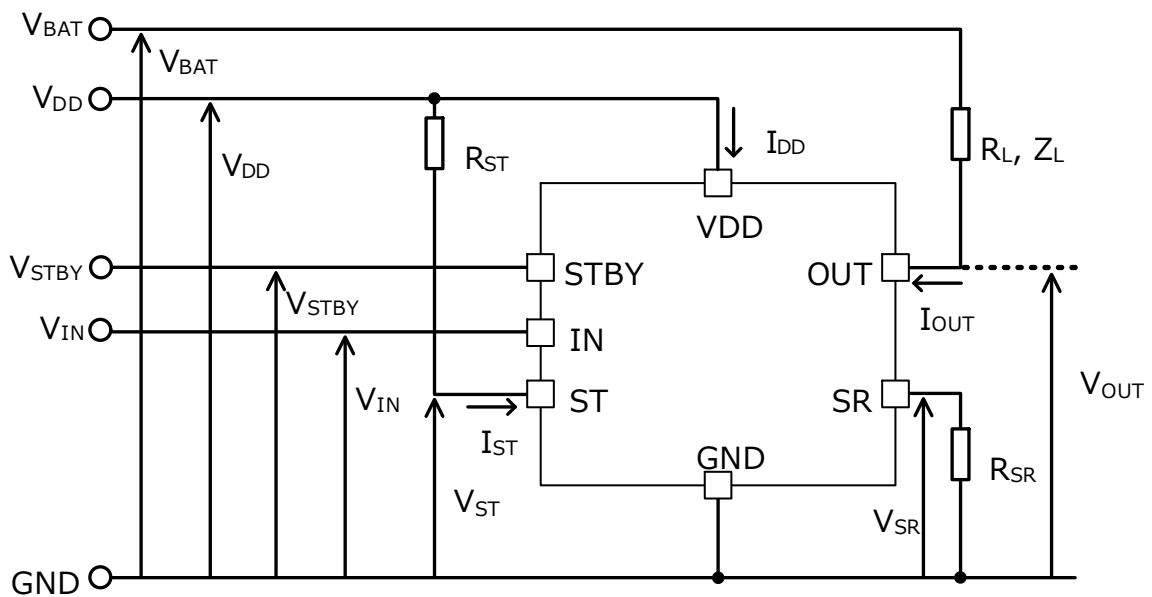 VBAT
VBAT
VDD
IDD
RL, ZL
RST
VDD
VDD
VSTBY
STBY
OUT
VSTBY
IOUT
VIN
IN
VIN
ST
SR
VOUT
IST
GND
RSR
VST
VSR
GND